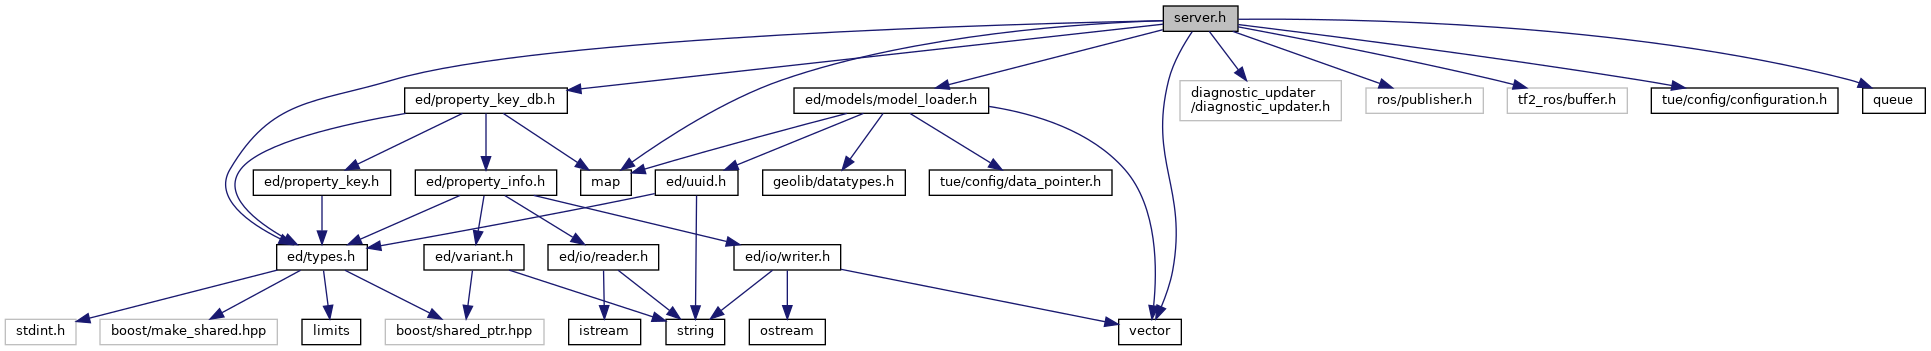 server.h
ed/property_key_db.h
ed/models/model_loader.h
diagnostic_updater
/diagnostic_updater.h
ros/publisher.h
tf2_ros/buffer.h
tue/config/configuration.h
queue
ed/property_key.h
ed/property_info.h
map
ed/uuid.h
geolib/datatypes.h
tue/config/data_pointer.h
ed/types.h
ed/variant.h
ed/io/reader.h
ed/io/writer.h
stdint.h
boost/make_shared.hpp
limits
boost/shared_ptr.hpp
istream
string
ostream
vector